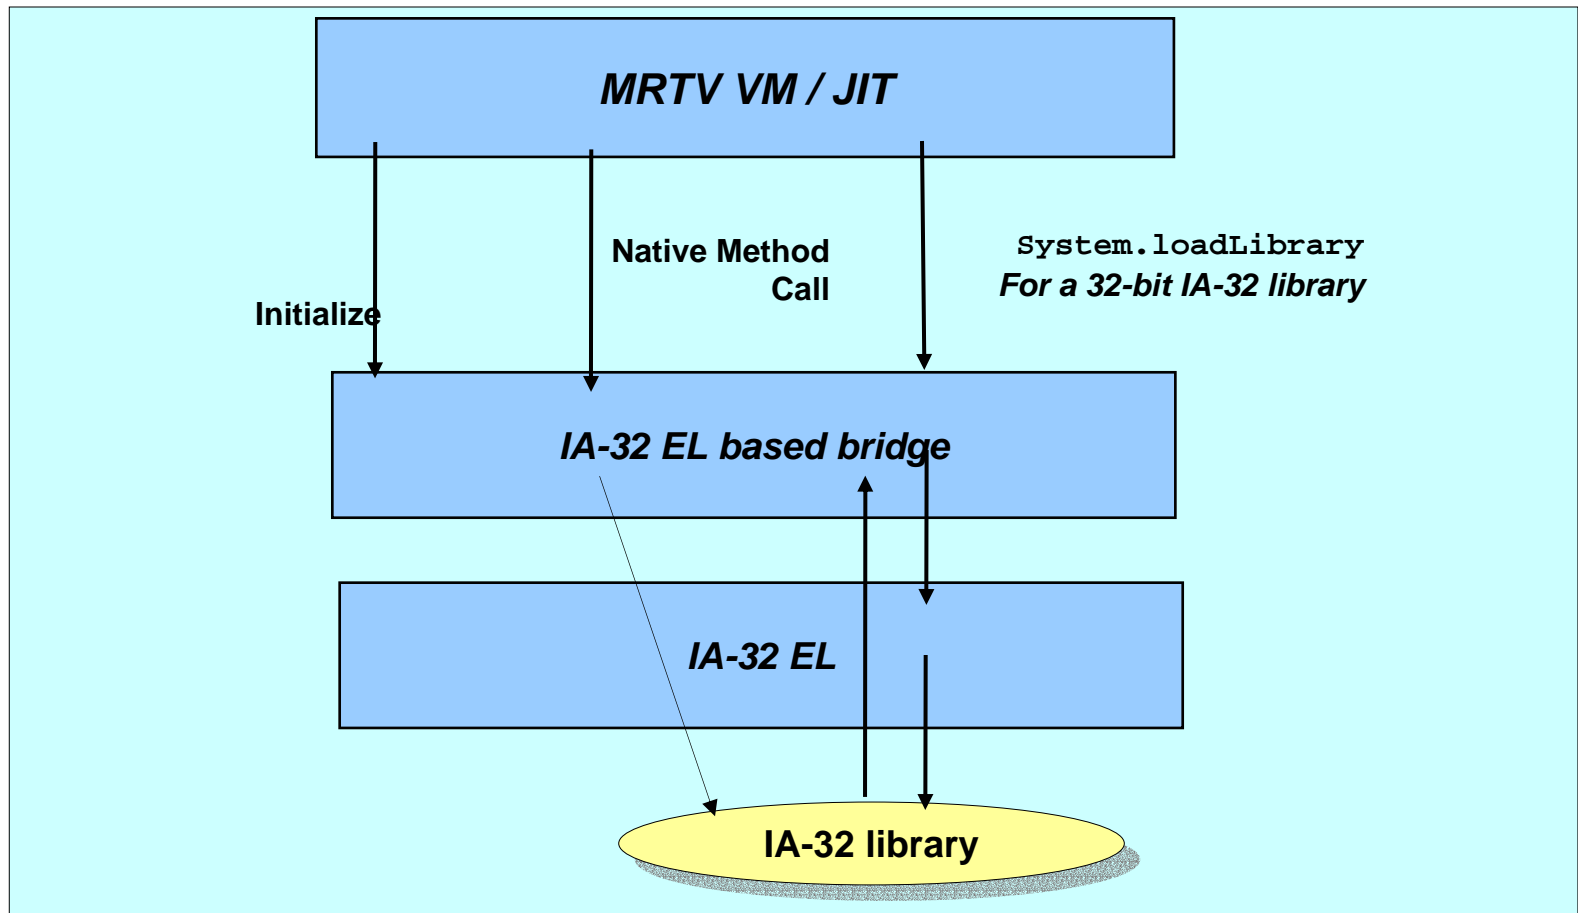 MRTV VM / JIT
Native Method
Call
System.loadLibrary
For a 32-bit IA-32 library
Initialize
IA-32 EL based bridge
IA-32 EL
IA-32 library